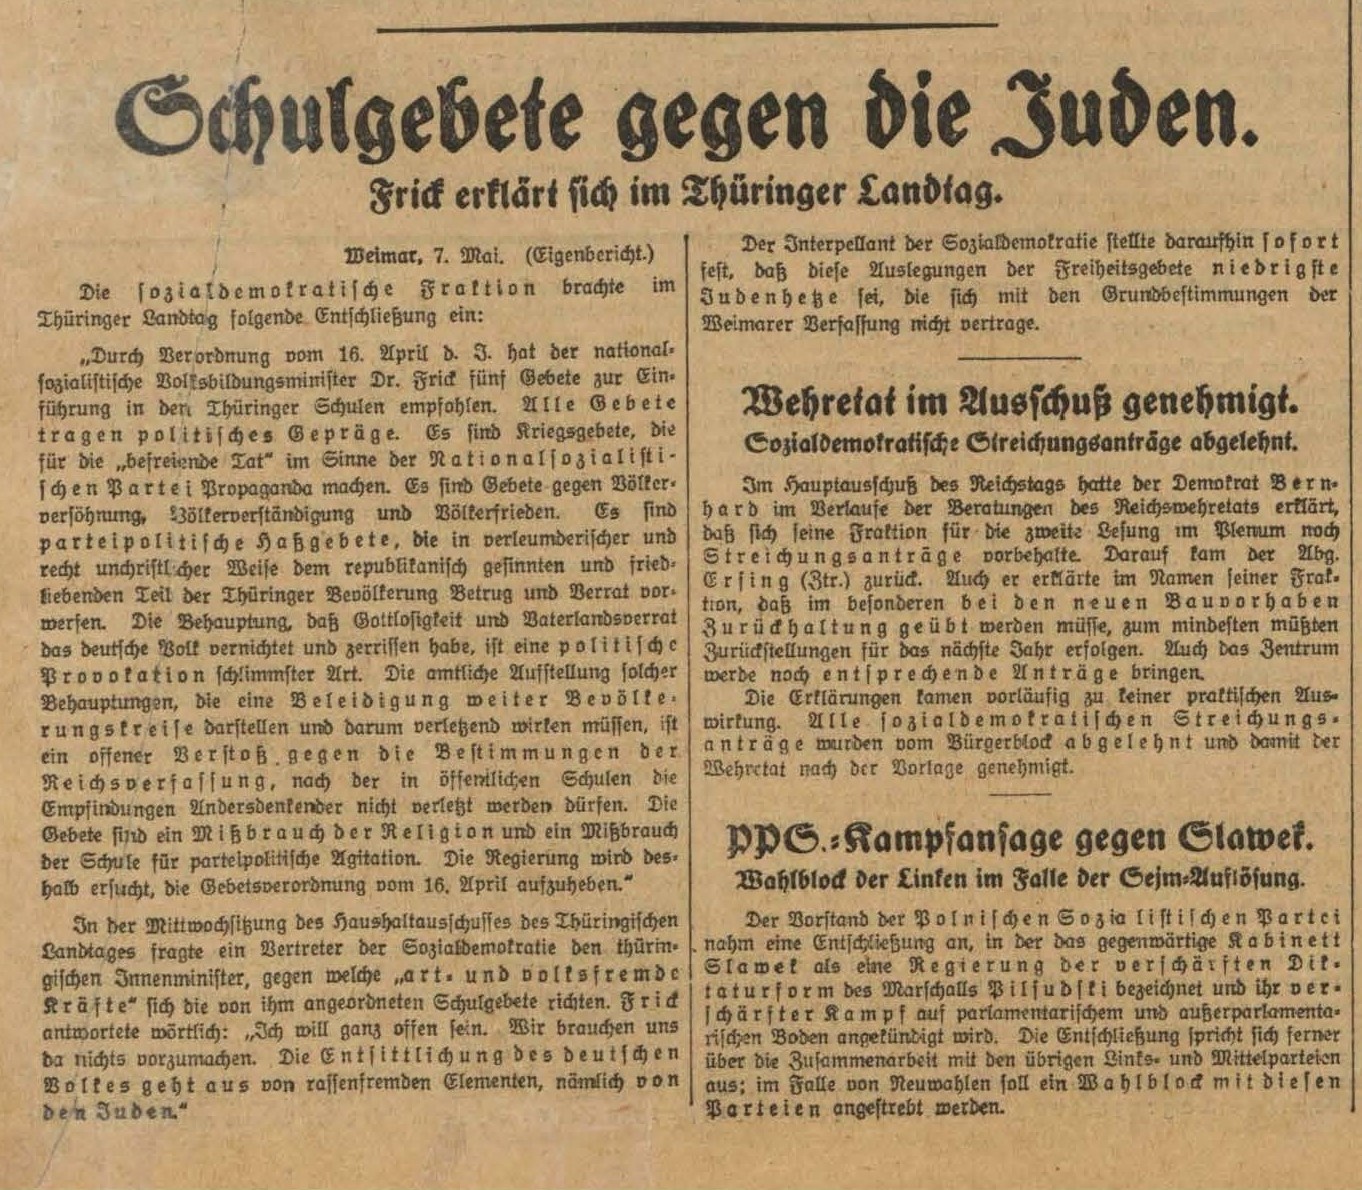 Schulgebete gegen die Juden.
Frick erklärt sich im Thüringer Landtag.
Weimar, 7. Mai. (Eigenbericht.)
Die sozialdemokratische Fraktion brachte im
Thüringer Landtag folgende Entschließung ein:
„Durch Verordnung vom 16. April d. J. hat der national-
sozialistische Volksbildungsminister Dr. Frick fünf Gebete zur Ein-
führung in den Thüringer Schulen empfohlen. Alle Gebete
tragen politisches Gepräge. Es sind Kriegsgebete, die
für die „befreiende Tat“ im Sinne der Nationalsozialisti-
schen Partei Propaganda machen. Es sind Gebete gegen Völker-
versöhnung, Völkerverständigung und Völkerfrieden. Es sind
parteipolitische Haßgebete, die in verleumderischer und
recht unchristlicher Weise dem republikanisch gesinnten und fried-
liebenden Teil der Thüringer Bevölkerung Betrug und Verrat vor-
werfen. Die Behauptung, daß Gottlosigkeit und Vaterlandsverrat
das deutsche Volk vernichtet und zerrissen habe, ist eine politische
Provokation schlimmster Art. Die amtliche Aufstellung solcher
Behauptungen, die eine Beleidigung weiter Bevölke-
rungskreise darstellen und darum verletzend wirken müssen, ist
ein offener Verstoß gegen die Bestimmungen der
Reichsverfassung, nach der in öffentlichen Schulen die
Empfindungen Andersdenkender nicht verletzt werden dürfen. Die
Gebete sind ein Mißbrauch der Religion und ein Mißbrauch
der Schule für parteipolitische Agitation. Die Regierung wird des-
halb ersucht, die Gebetsverordnung vom 16. April aufzuheben.“
In der Mittwochsitzung des Haushaltausschusses des Thüringischen
Landtages fragte ein Vertreter der Sozialdemokratie den thürin-
gischen Innenminister, gegen welche „art- und volksfremde
Kräfte“ sich die von ihm angeordneten Schulgebete richten. Frick
antwortete wörtlich: „Ich will ganz offen sein. Wir brauchen uns
da nichts vorzumachen. Die Entsittlichung des deutschen
Volkes geht aus von rassenfremden Elementen, nämlich von
den Juden.“
Der Interpellant der Sozialdemokratie stellte daraufhin sofort
fest, daß diese Auslegungen der Freiheitsgebete niedrigste
Judenhetze sei, die sich mit den Grundbestimmungen der
Weimarer Verfassung nicht vertrage.
Wehretat im Ausschuß genehmigt.
Sozialdemokratische Streichungsanträge abgelehnt.
Im Hauptausschuß des Reichstags hatte der Demokrat Bern-
hard im Verlaufe der Beratungen des Reichswehretats erklärt,
daß sich seine Fraktion für die zweite Lesung im Plenum noch
Streichungsanträge vorbehalte. Darauf kam der Abg.
Ersing (Ztr.) zurück. Auch er erklärte im Namen seiner Frak-
tion, daß im besonderen bei den neuen Bauvorhaben
Zurückhaltung geübt werden müsse, zum mindesten müßten
Zurückstellungen für das nächste Jahr erfolgen. Auch das Zentrum
werde noch entsprechende Anträge bringen.
Die Erklärungen kamen vorläufig zu keiner praktischen Aus-
wirkung. Alle sozialdemokratischen Streichungs-
anträge wurden vom Bürgerblock abgelehnt und damit der
Wehretat nach der Vorlage genehmigt.
PPS.-Kampfansage gegen Slawek.
Wahlblock der Linken im Falle der Sejm-Auflösung.
Der Vorstand der Polnischen Sozialistischen Partei
nahm eine Entschließung an, in der das gegenwärtige Kabinett
Slawek als eine Regierung der verschärften Dik-
taturform des Marschalls Pilsudski bezeichnet und ihr ver-
schärfter Kampf auf parlamentarischem und außerparlamenta-
rischen Boden angekündigt wird. Die Entschließung spricht sich ferner
über die Zusammenarbeit mit den übrigen Links- und Mittelparteien
aus; im Falle von Neuwahlen soll ein Wahlblock mit diesen
Parteien angestrebt werden.